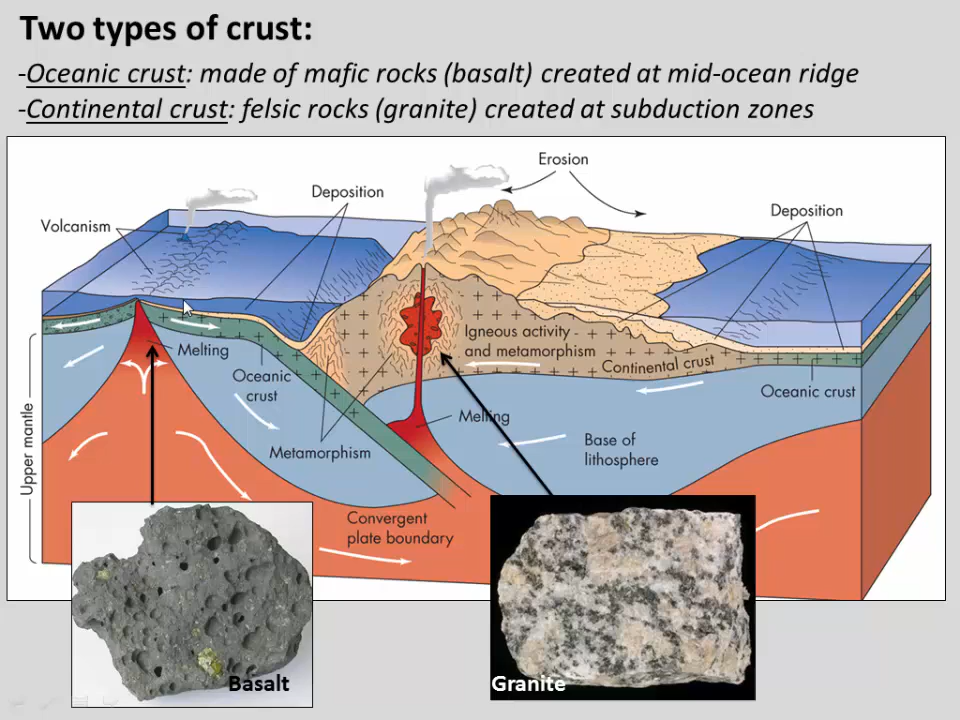 Two types of crust:
-Oceanic crust: made of mafic rocks (basalt) created at mid-ocean ridge
-Continental crust: felsic rocks (granite) created at subduction zones
Erosion
Deposition
Deposition
Volcanism
Igneous activity
and metamorphism
Melting
Continental crust
Oceanic
crust
Oceanic crust
Melting
Upper mantle
Metamorphism
Base of
lithosphere
Convergent
plate boundary
Basalt
Granite